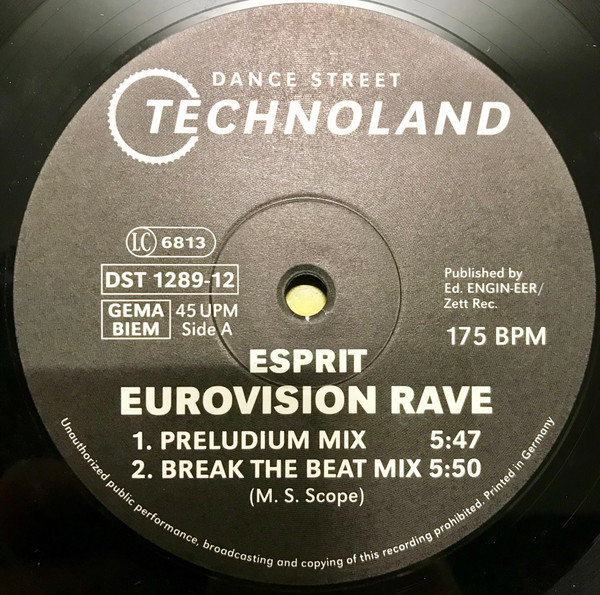 DANCE STREET
TECHNOLAND
LC 6813
DST 1289-12
GEMA
BIEM
45 UPM
Side A
Published by
Ed. ENGIN-EER/
Zett Rec.
175 BPM
ESPRIT
EUROVISION RAVE
1. PRELUDIUM MIX 5:47
2. BREAK THE BEAT MIX 5:50
(M. S. Scope)
Unauthorized public performance, broadcasting and copying of this recording prohibited. Printed in Germany